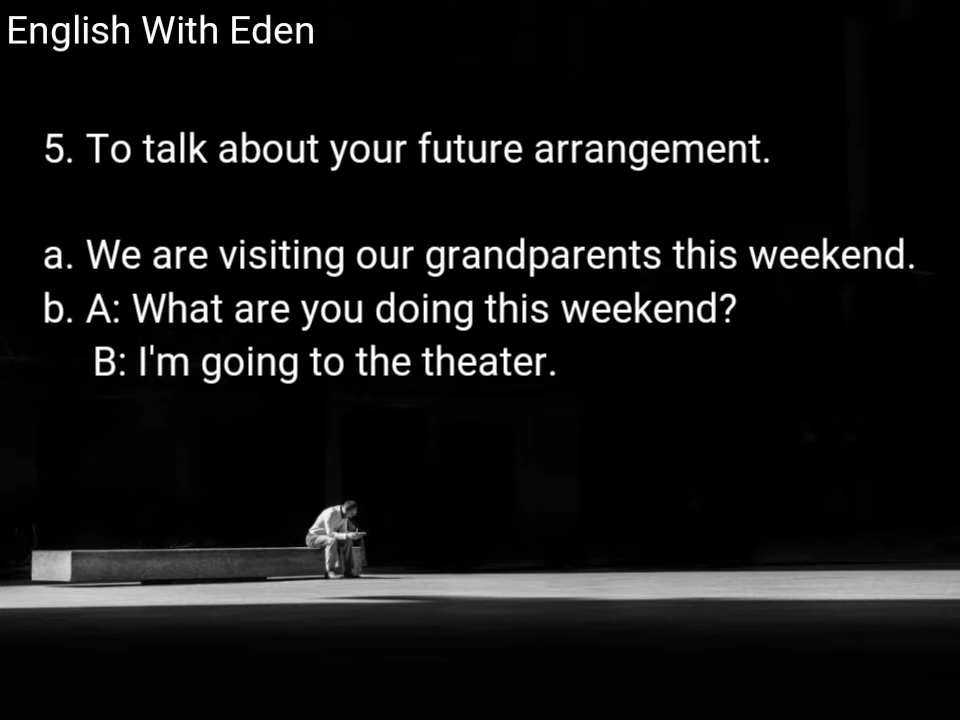 English With Eden
5. To talk about your future arrangement.
a. We are visiting our grandparents this weekend.
b. A: What are you doing this weekend?
B: I'm going to the theater.